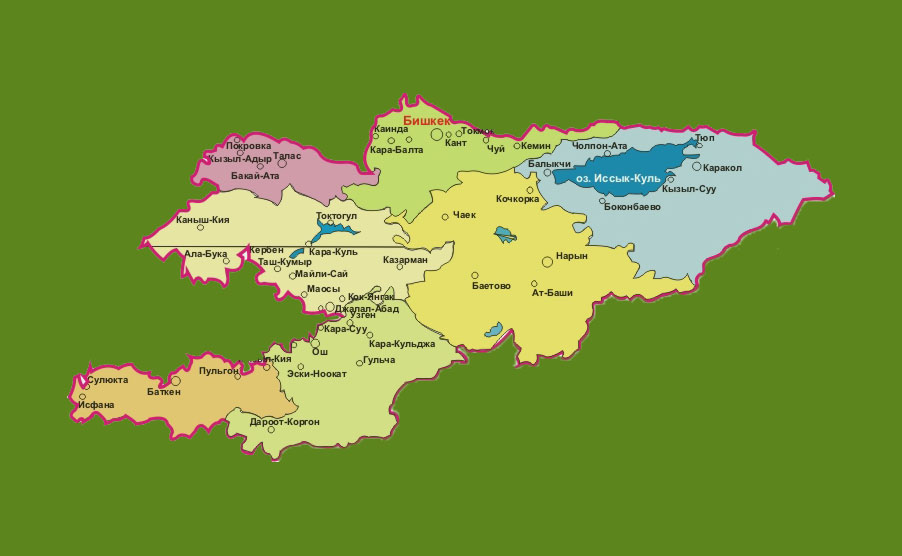 Бишкек
Каинда
Токмок
Кара-Балта
Кант
Чуй
Кемин
Чолпон-Ата
Тюп
Покровка
Кызыл-Адыр
Талас
Бакай-Ата
Балыкчи
Каракол
оз. Иссык-Куль
Кызыл-Суу
Кочкорка
Боконбаево
Каныш-Кия
Токтогул
Чаек
Ала-Бука
Кербен
Кара-Куль
Казарман
Нарын
Таш-Кумыр
Майли-Сай
Маосы
Кок-Янгак
Баетово
Ат-Баши
Джалал-Абад
Узген
Кара-Суу
Кара-Кульджа
Ош
Гульча
Эски-Ноокат
Пульгон
Сулюкта
Баткен
Исфана
Дароот-Коргон